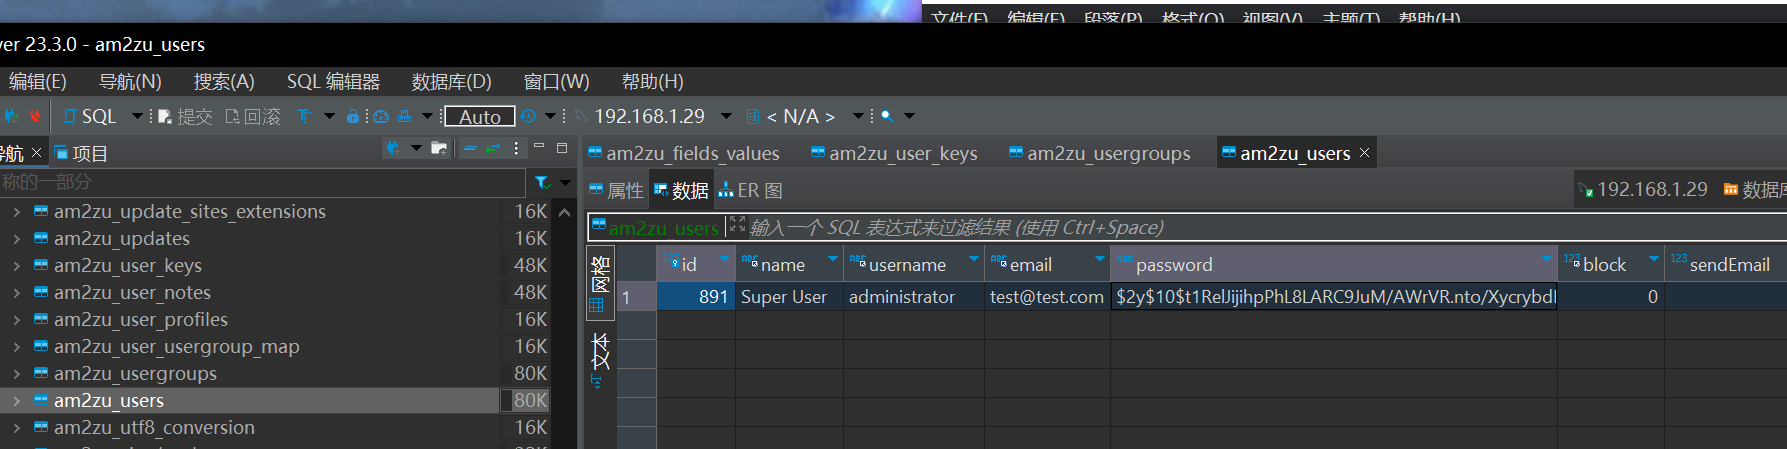 文件(F) 编辑(E) 段落(P) 格式(O) 视图(V) 主题(T) 帮助(H)
ver 23.3.0 - am2zu_users
编辑(E) 导航(N) 搜索(A) SQL 编辑器 数据库(D) 窗口(W) 帮助(H)
SQL 提交 回滚 Auto 192.168.1.29 < N/A >
导航 项目
am2zu_fields_values am2zu_user_keys am2zu_usergroups am2zu_users
称的一部分
属性 数据 ER 图 192.168.1.29 数据库
am2zu_update_sites_extensions 16K
am2zu_users 输入一个 SQL 表达式来过滤结果 (使用 Ctrl+Space)
am2zu_updates 16K
am2zu_user_keys 48K
am2zu_user_notes 48K
am2zu_user_profiles 16K
am2zu_user_usergroup_map 16K
am2zu_usergroups 80K
am2zu_users 80K
am2zu_utf8_conversion 16K
网格
文本
id name username email password block sendEmail
1 891 Super User administrator test@test.com $2y$10$t1RelJijihpPhL8LARC9JuM/AWrVR.nto/Xycrybd 0